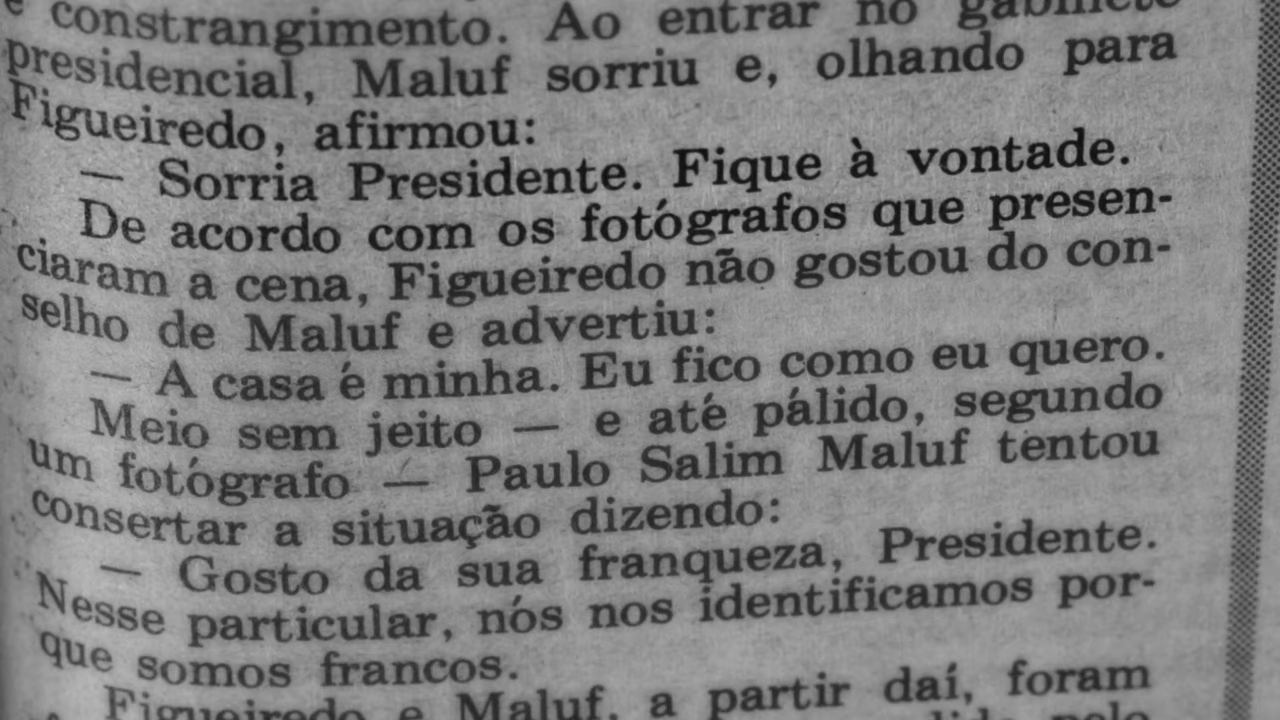 e constrangimento. Ao entrar no gabinete
presidencial, Maluf sorriu e, olhando para
Figueiredo, afirmou:
— Sorria Presidente. Fique à vontade.
De acordo com os fotógrafos que presen-
ciaram a cena, Figueiredo não gostou do con-
selho de Maluf e advertiu:
— A casa é minha. Eu fico como eu quero.
Meio sem jeito — e até pálido, segundo
um fotógrafo — Paulo Salim Maluf tentou
consertar a situação dizendo:
— Gosto da sua franqueza, Presidente.
Nesse particular, nós nos identificamos por-
que somos francos.
Figueiredo e Maluf, a partir daí, foram
pelo